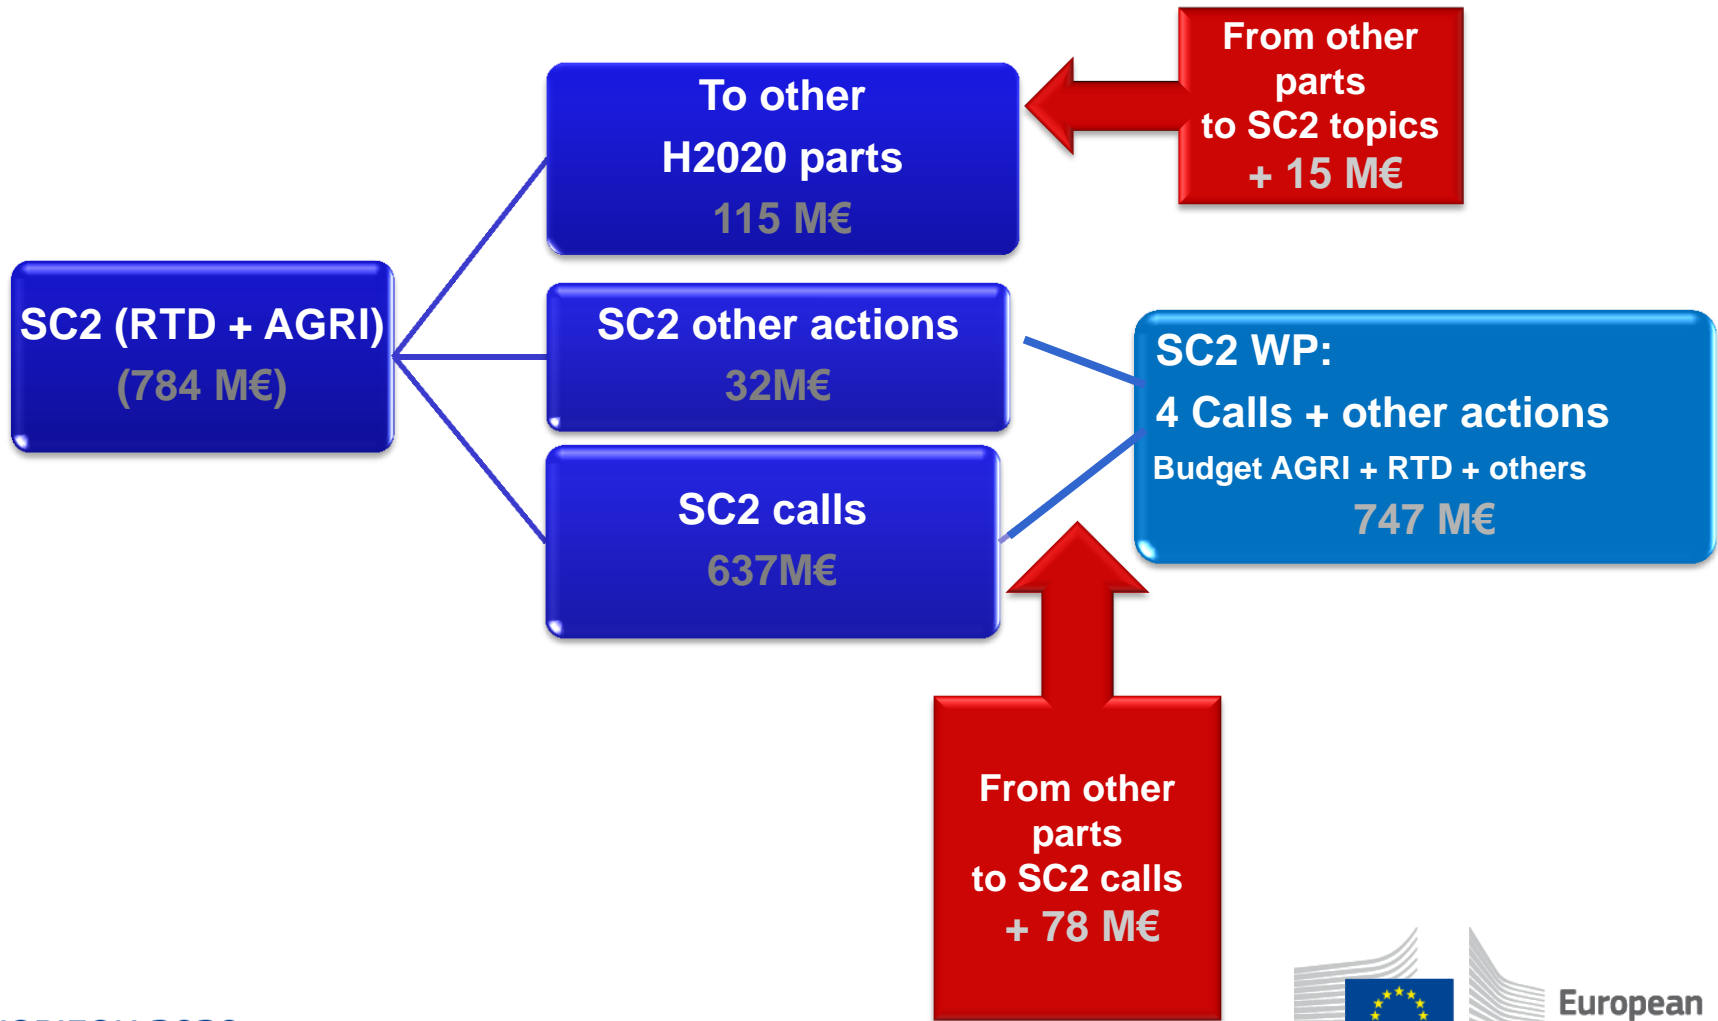 From other
parts
to SC2 topics
+ 15 M€
To other
H2020 parts
115 M€
SC2 (RTD + AGRI)
(784 M€)
SC2 other actions
32M€
SC2 WP:
4 Calls + other actions
Budget AGRI + RTD + others
747 M€
SC2 calls
637M€
From other
parts
to SC2 calls
+ 78 M€
European